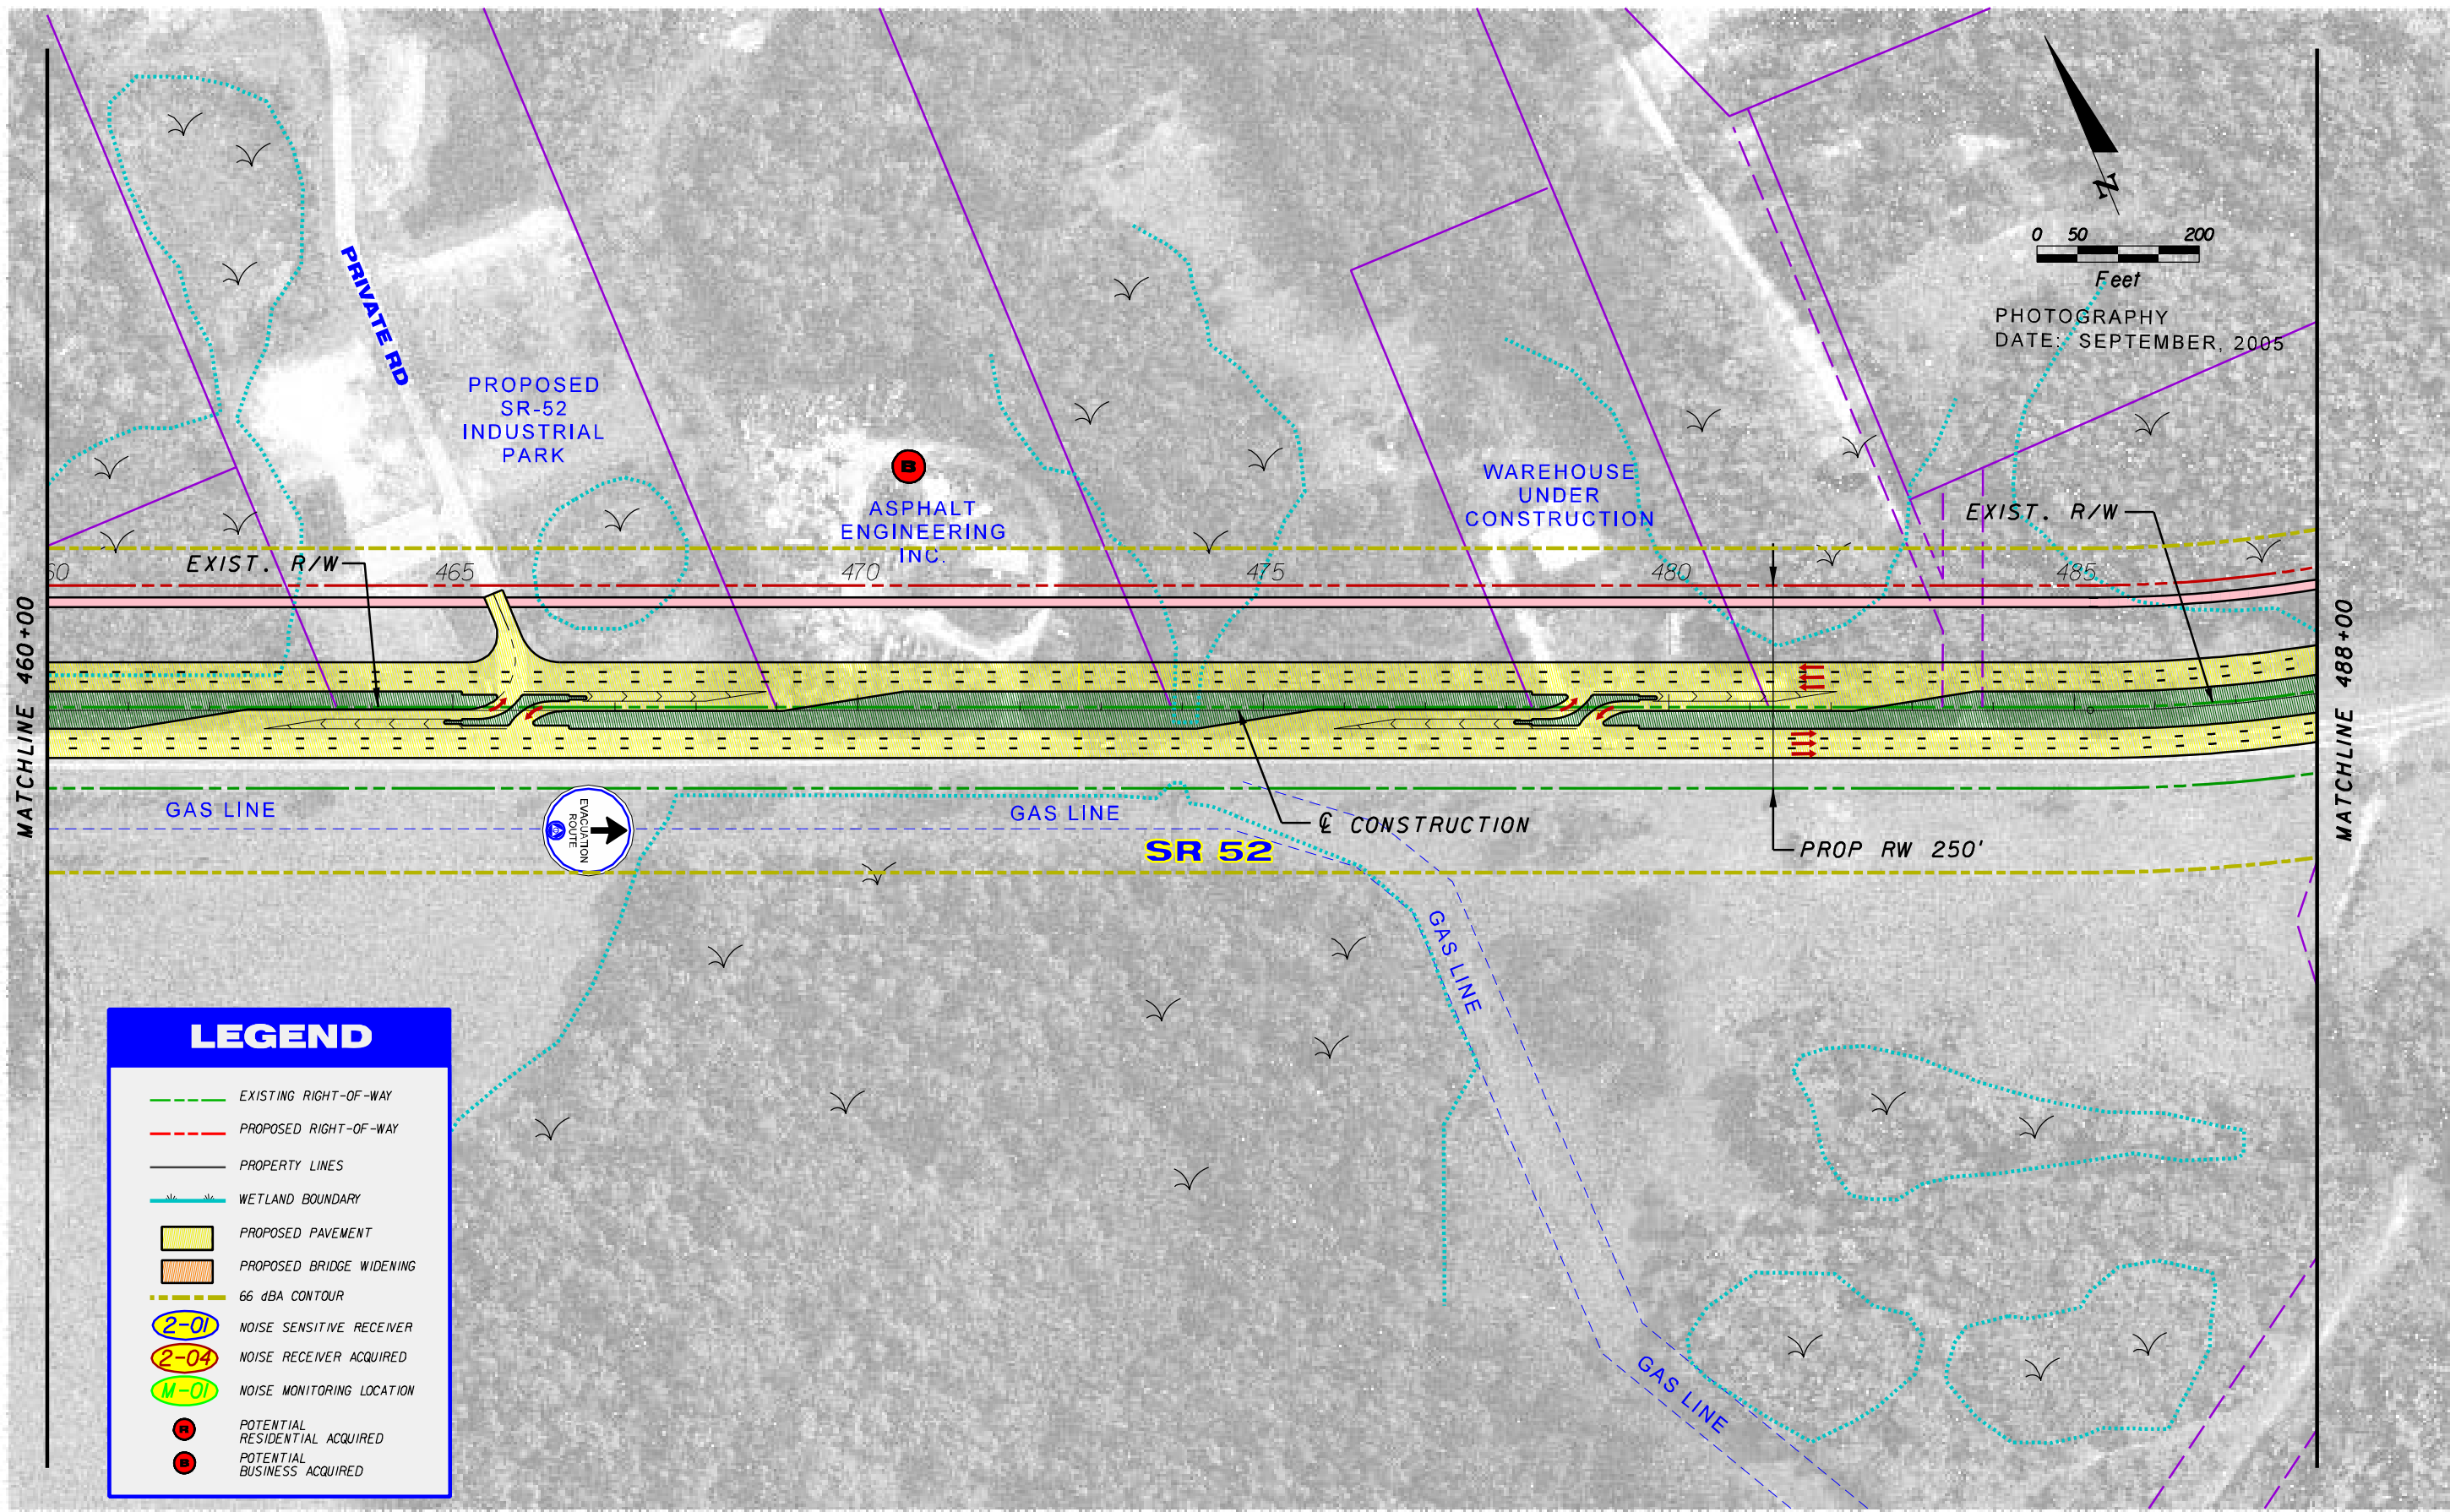 N
0 50 200
Feet
PHOTOGRAPHY
DATE: SEPTEMBER, 2005
PRIVATE RD
PROPOSED
SR-52
INDUSTRIAL
PARK
B
ASPHALT
ENGINEERING
INC.
WAREHOUSE
UNDER
CONSTRUCTION
EXIST. R/W
EXIST. R/W
60 465 470 475 480 485
MATCHLINE 460+00
MATCHLINE 488+00
GAS LINE
EVACUATION
ROUTE
GAS LINE
℄ CONSTRUCTION
SR 52
PROP RW 250'
GAS LINE
GAS LINE
LEGEND
EXISTING RIGHT-OF-WAY
PROPOSED RIGHT-OF-WAY
PROPERTY LINES
WETLAND BOUNDARY
PROPOSED PAVEMENT
PROPOSED BRIDGE WIDENING
66 dBA CONTOUR
2-01 NOISE SENSITIVE RECEIVER
2-04 NOISE RECEIVER ACQUIRED
M-01 NOISE MONITORING LOCATION
R POTENTIAL
RESIDENTIAL ACQUIRED
B POTENTIAL
BUSINESS ACQUIRED